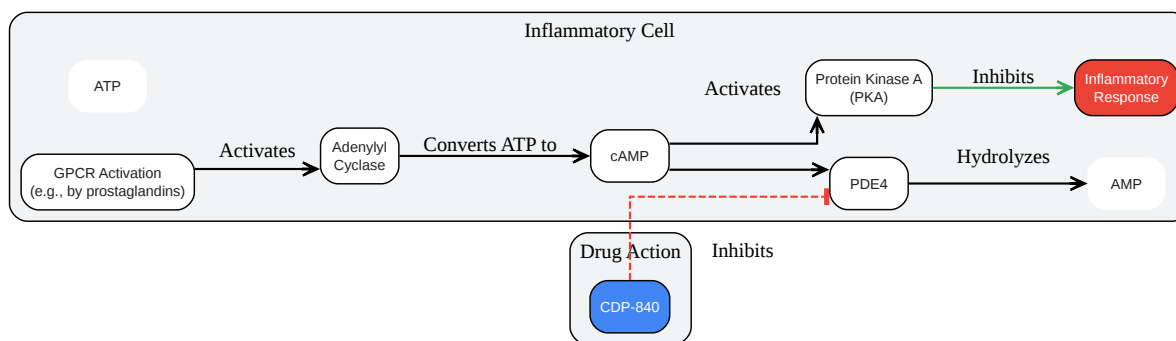 Inflammatory Cell
ATP
Activates
Protein Kinase A
(PKA)
Inhibits
Inflammatory
Response
GPCR Activation
(e.g., by prostaglandins)
Activates
Adenylyl
Cyclase
Converts ATP to
cAMP
PDE4
Hydrolyzes
AMP
Drug Action
Inhibits
CDP-840